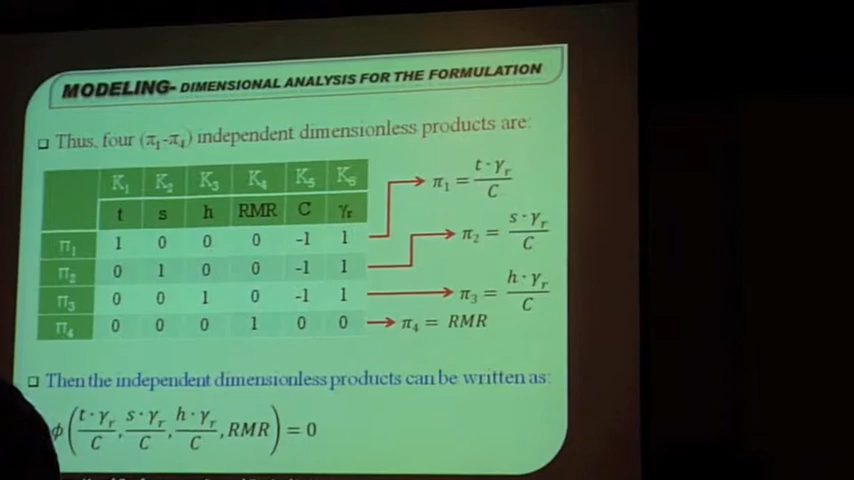 MODELING- DIMENSIONAL ANALYSIS FOR THE FORMULATION
❑ Thus, four (π₁-π₄) independent dimensionless products are:
K₁ K₂ K₃ K₄ K₅ K₆
t s h RMR C γᵣ
Π₁ 1 0 0 0 -1 1
Π₂ 0 1 0 0 -1 1
Π₃ 0 0 1 0 -1 1
Π₄ 0 0 0 1 0 0
π₁ = t·γᵣ / C
π₂ = s·γᵣ / C
π₃ = h·γᵣ / C
π₄ = RMR
❑ Then the independent dimensionless products can be written as:
ϕ(t·γᵣ / C, s·γᵣ / C, h·γᵣ / C, RMR) = 0